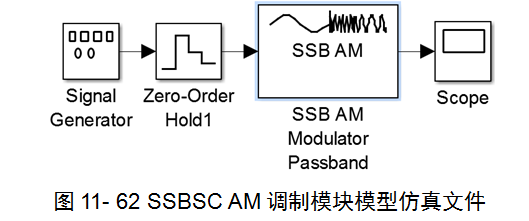 SSB AM
Signal
Generator
Zero-Order
Hold1
SSB AM
Modulator
Passband
Scope
图 11- 62 SSBSC AM 调制模块模型仿真文件